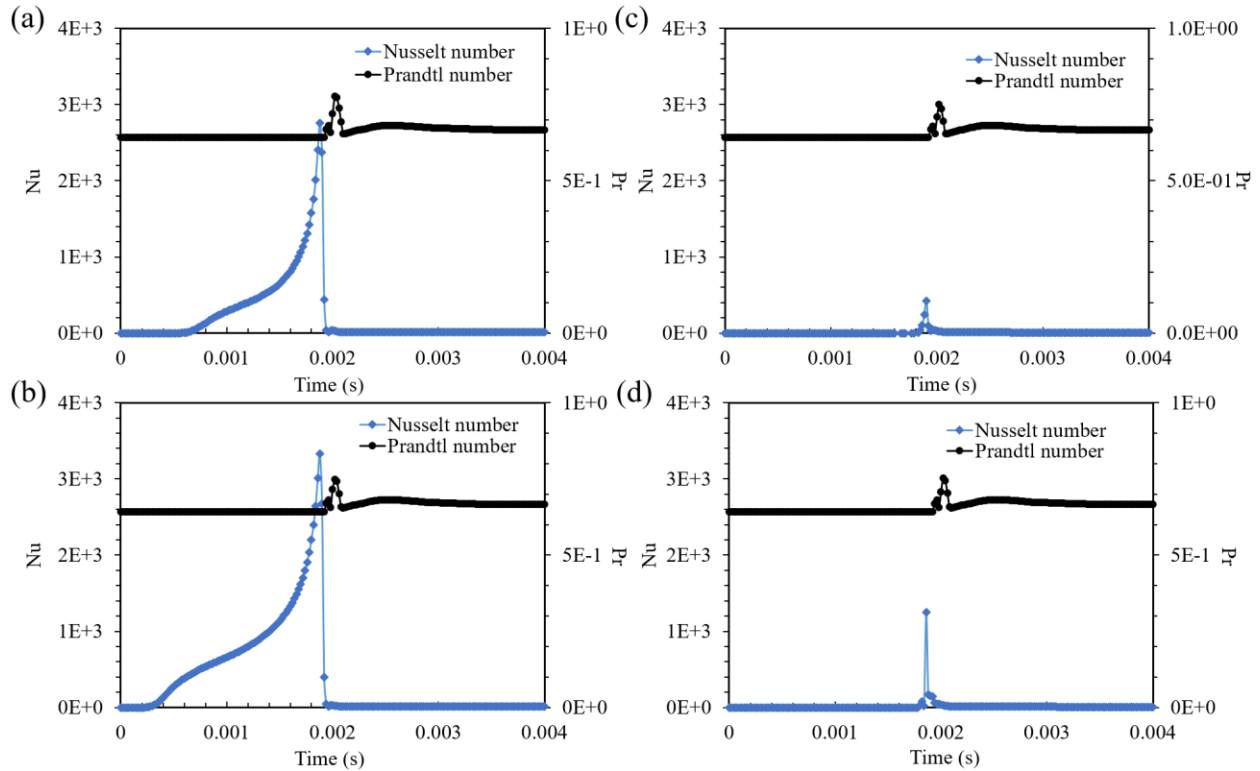 (a)
4E+3
3E+3
2E+3
1E+3
0E+0
Nu
1E+0
5E-1
0E+0
Pr
Nusselt number
Prandtl number
0
0.001
0.002
0.003
0.004
Time (s)
(c)
4E+3
3E+3
2E+3
1E+3
0E+0
Nu
1.0E+00
5.0E-01
0.0E+00
Pr
Nusselt number
Prandtl number
0
0.001
0.002
0.003
0.004
Time (s)
(b)
4E+3
3E+3
2E+3
1E+3
0E+0
Nu
1E+0
5E-1
0E+0
Pr
Nusselt number
Prandtl number
0
0.001
0.002
0.003
0.004
Time (s)
(d)
4E+3
3E+3
2E+3
1E+3
0E+0
Nu
1E+0
5E-1
0E+0
Pr
Nusselt number
Prandtl number
0
0.001
0.002
0.003
0.004
Time (s)